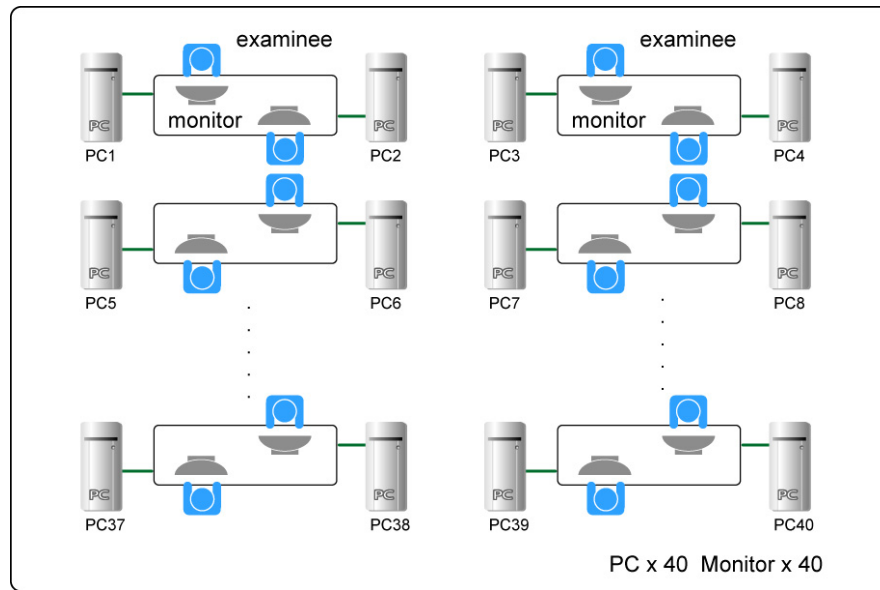 examinee
examinee
PC
PC
PC
PC
monitor
monitor
PC1
PC2
PC3
PC4
PC
PC
PC
PC
PC5
PC6
PC7
PC8
PC
PC
PC
PC
PC37
PC38
PC39
PC40
PC x 40 Monitor x 40